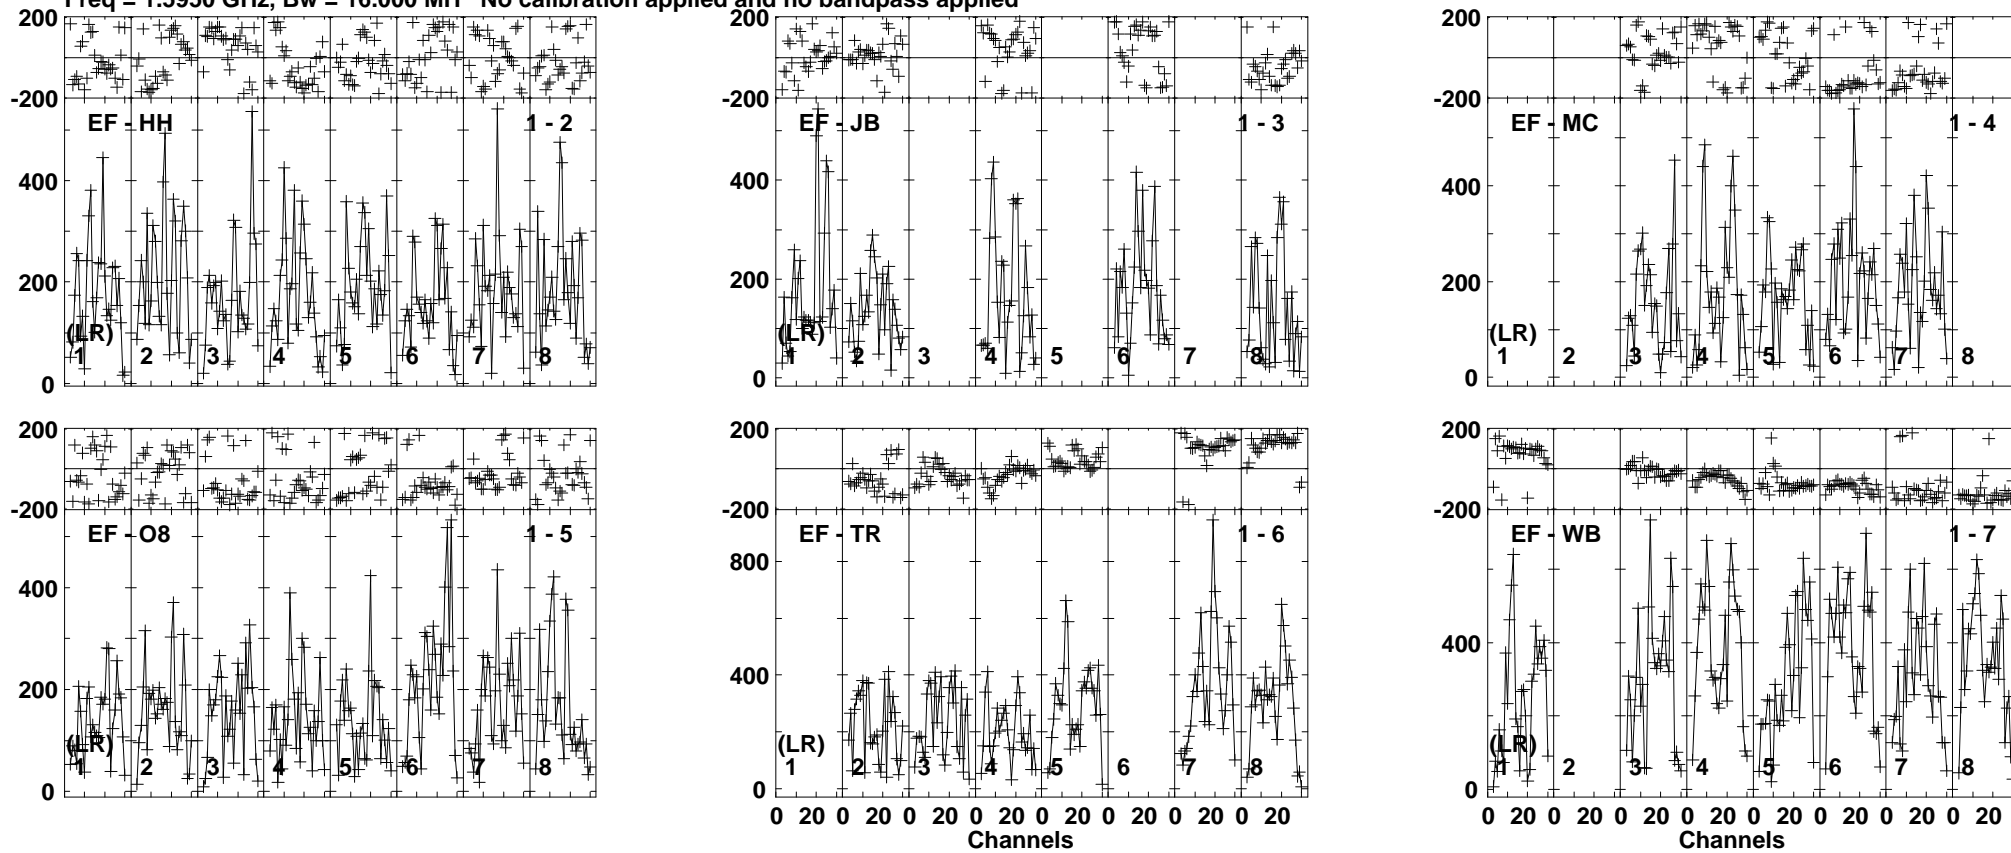 Freq = 1.5950 GHz, Bw = 16.000 MH No calibration applied and no bandpass applied
200 200 200
-200 -200 -200
EF - HH 1 - 2 EF - JB 1 - 3 EF - MC 1 - 4
400 400 400
200 200 200
(LR) (LR) (LR)
1 2 3 4 5 6 7 8 1 2 3 4 5 6 7 8 1 2 3 4 5 6 7 8
0 0 0
200 200 200
-200 -200 -200
EF - O8 1 - 5 EF - TR 1 - 6 EF - WB 1 - 7
400 800 400
200 400
(LR) (LR) (LR)
1 2 3 4 5 6 7 8 1 2 3 4 5 6 7 8 1 2 3 4 5 6 7 8
0 0 0
0 20 0 20 0 20 0 20 0 20 0 20 0 20 0 20 0 20 0 20 0 20 0 20 0 20 0 20 0 20 0 20
Channels Channels